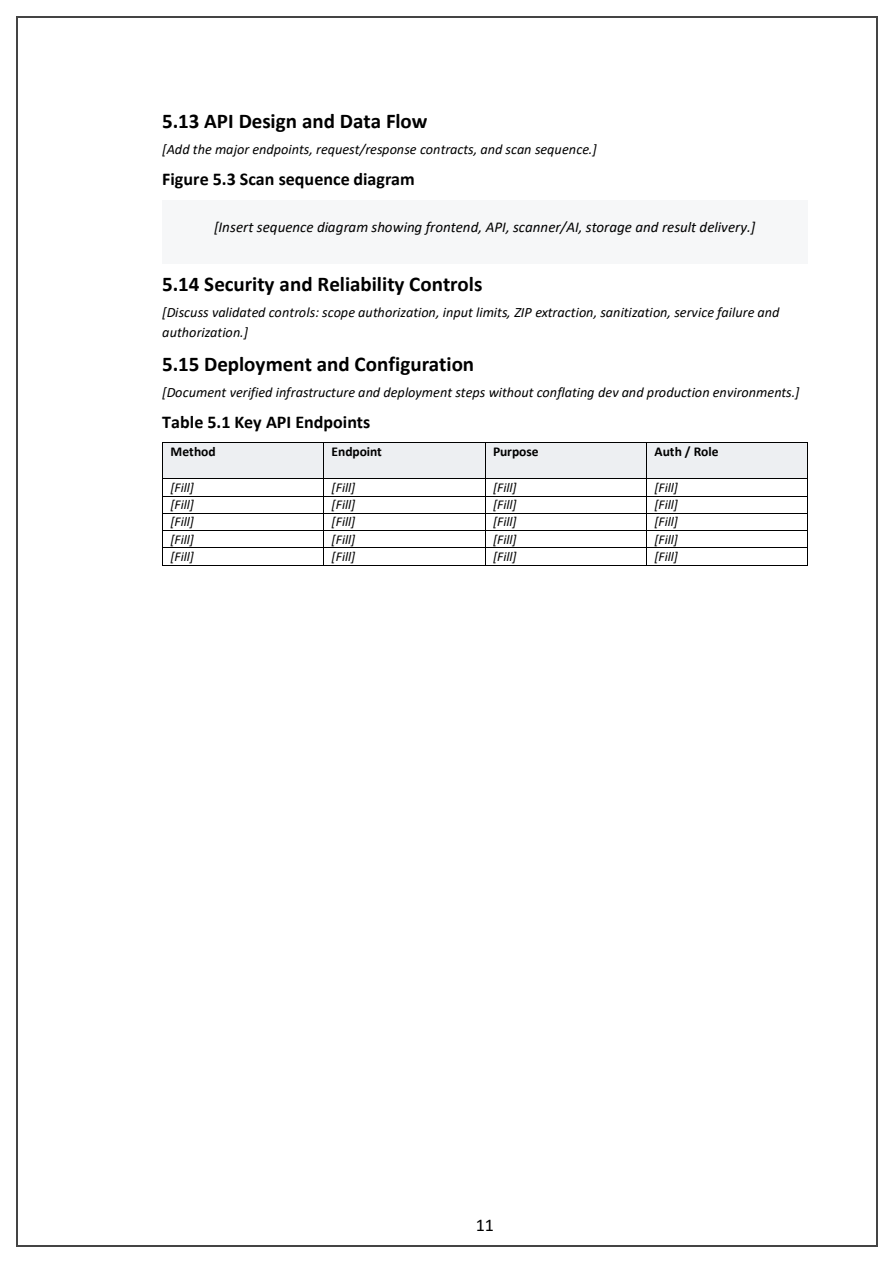 5.13 API Design and Data Flow
[Add the major endpoints, request/response contracts, and scan sequence.]
Figure 5.3 Scan sequence diagram
[Insert sequence diagram showing frontend, API, scanner/AI, storage and result delivery.]
5.14 Security and Reliability Controls
[Discuss validated controls: scope authorization, input limits, ZIP extraction, sanitization, service failure and
authorization.]
5.15 Deployment and Configuration
[Document verified infrastructure and deployment steps without conflating dev and production environments.]
Table 5.1 Key API Endpoints
Method Endpoint Purpose Auth / Role
[Fill] [Fill] [Fill] [Fill]
[Fill] [Fill] [Fill] [Fill]
[Fill] [Fill] [Fill] [Fill]
[Fill] [Fill] [Fill] [Fill]
[Fill] [Fill] [Fill] [Fill]
11